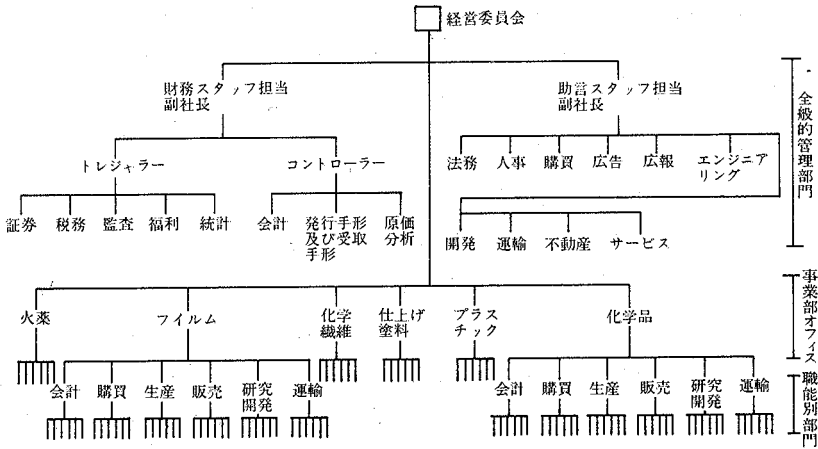 経営委員会
財務スタッフ担当
副社長
助言スタッフ担当
副社長
全般的管理部門
トレジャラー
コントローラー
法務
人事
購買
広告
広報
エンジニア
リング
証券
税務
監査
福利
統計
会計
発行手形
及び受取
手形
原価
分析
開発
運輸
不動産
サービス
事業部オフィス
火薬
フイルム
化学
繊維
仕上げ
塗料
プラス
チック
化学品
職能別部門
会計
購買
生産
販売
研究
開発
運輸
会計
購買
生産
販売
研究
開発
運輸